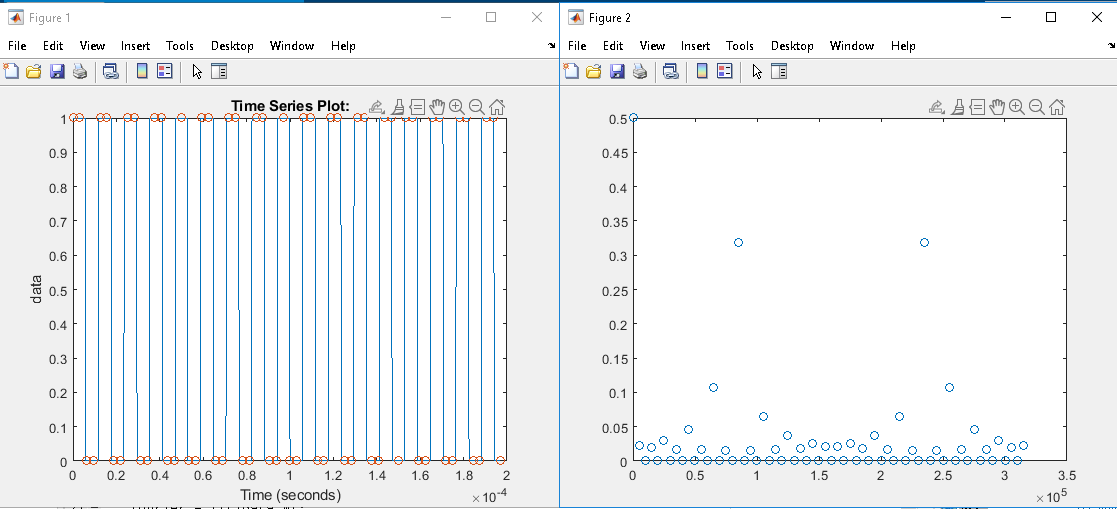 Figure 1
File Edit View Insert Tools Desktop Window Help
Time Series Plot:
1
0.9
0.8
0.7
0.6
0.5
0.4
0.3
0.2
0.1
0
data
0 0.2 0.4 0.6 0.8 1 1.2 1.4 1.6 1.8 2
Time (seconds)
×10-4
Figure 2
File Edit View Insert Tools Desktop Window Help
0.5
0.45
0.4
0.35
0.3
0.25
0.2
0.15
0.1
0.05
0
0 0.5 1 1.5 2 2.5 3 3.5
×105